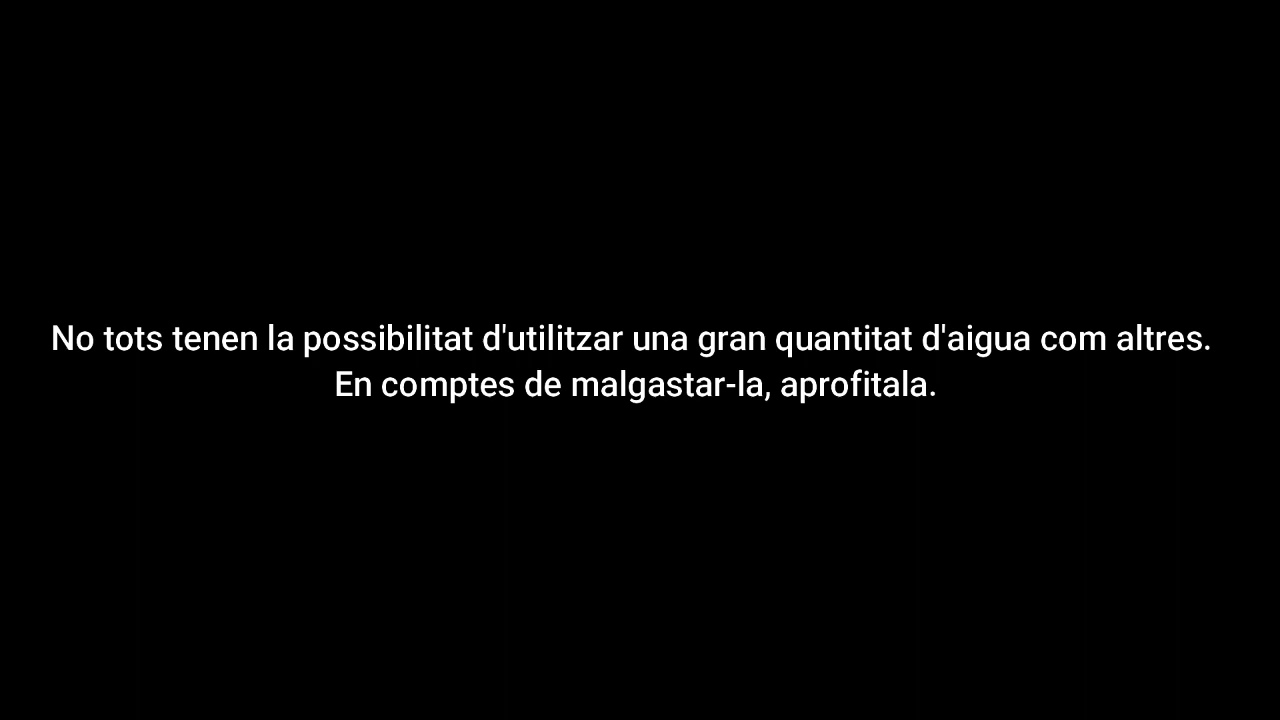 No tots tenen la possibilitat d'utilitzar una gran quantitat d'aigua com altres.
En comptes de malgastar-la, aprofitala.